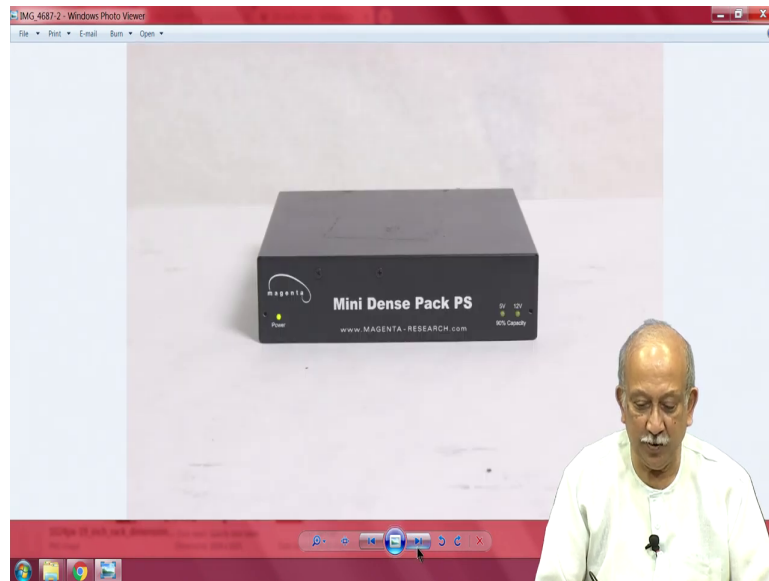 IMG_4687-2 - Windows Photo Viewer
File Print E-mail Burn Open
magenta
Mini Dense Pack PS
5V 12V
Power
90% Capacity
www.MAGENTA-RESEARCH.com